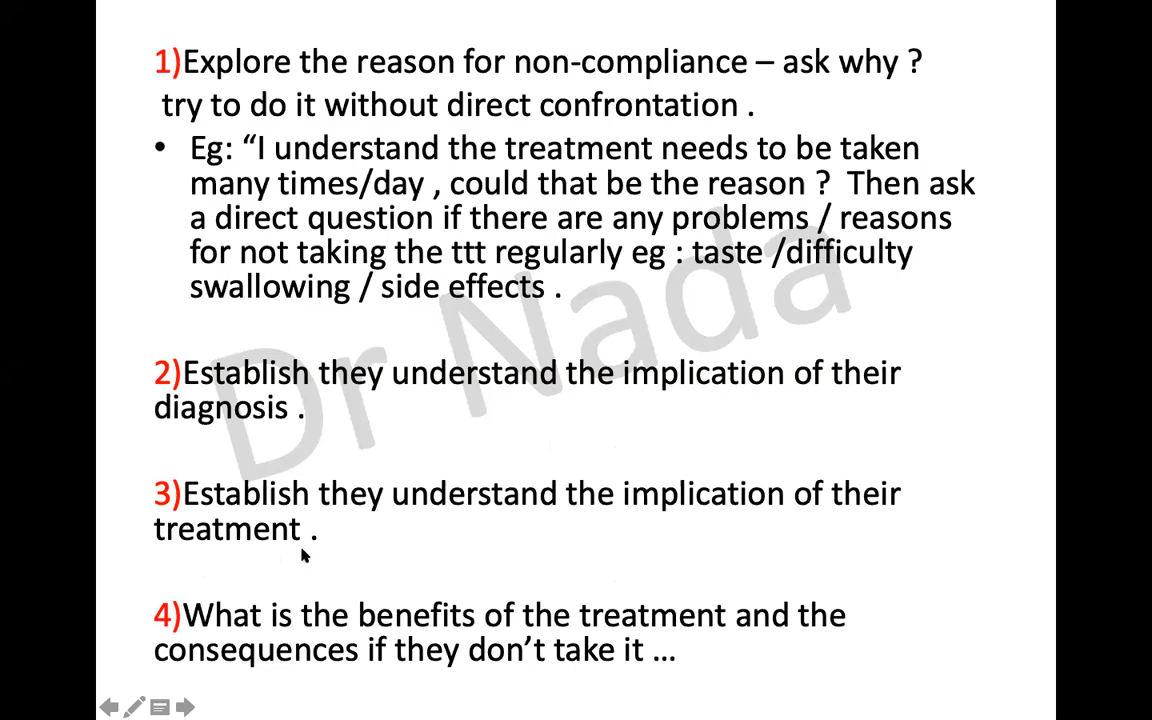 1)Explore the reason for non-compliance – ask why ?
try to do it without direct confrontation .
• Eg: “I understand the treatment needs to be taken
many times/day , could that be the reason ?  Then ask
a direct question if there are any problems / reasons
for not taking the ttt regularly eg : taste /difficulty
swallowing / side effects .
2)Establish they understand the implication of their
diagnosis .
3)Establish they understand the implication of their
treatment .
4)What is the benefits of the treatment and the
consequences if they don’t take it ...
Dr Nada